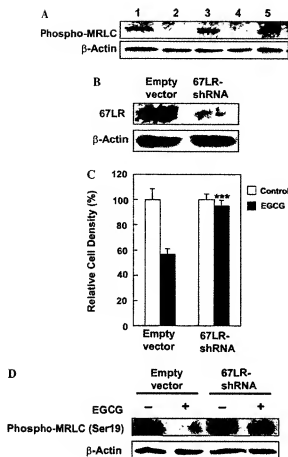 A
1 2 3 4 5
Phospho-MRLC
β-Actin
B
Empty vector 67LR-shRNA
67LR
β-Actin
C
Relative Cell Density (%)
120
100
80
60
40
20
0
***
Control
EGCG
Empty vector 67LR-shRNA
D
Empty vector 67LR-shRNA
EGCG − + − +
Phospho-MRLC (Ser19)
β-Actin